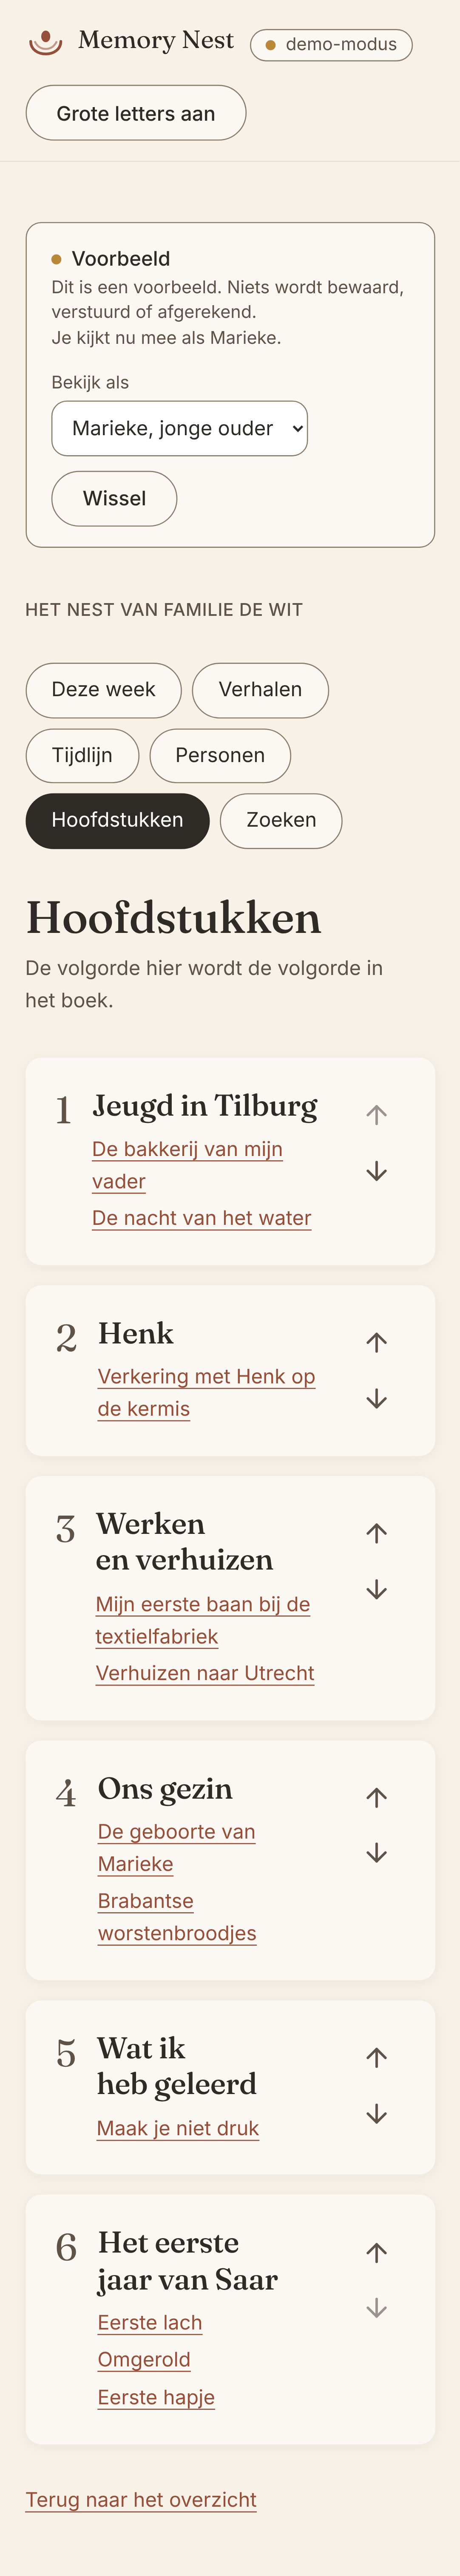 Memory Nest
demo-modus
Grote letters aan
Voorbeeld
Dit is een voorbeeld. Niets wordt bewaard,
verstuurd of afgerekend.
Je kijkt nu mee als Marieke.
Bekijk als
Marieke, jonge ouder
Wissel
HET NEST VAN FAMILIE DE WIT
Deze week
Verhalen
Tijdlijn
Personen
Hoofdstukken
Zoeken
Hoofdstukken
De volgorde hier wordt de volgorde in
het boek.
1 Jeugd in Tilburg
De bakkerij van mijn
vader
De nacht van het water
2 Henk
Verkering met Henk op
de kermis
3 Werken
en verhuizen
Mijn eerste baan bij de
textielfabriek
Verhuizen naar Utrecht
4 Ons gezin
De geboorte van
Marieke
Brabantse
worstenbroodjes
5 Wat ik
heb geleerd
Maak je niet druk
6 Het eerste
jaar van Saar
Eerste lach
Omgerold
Eerste hapje
Terug naar het overzicht